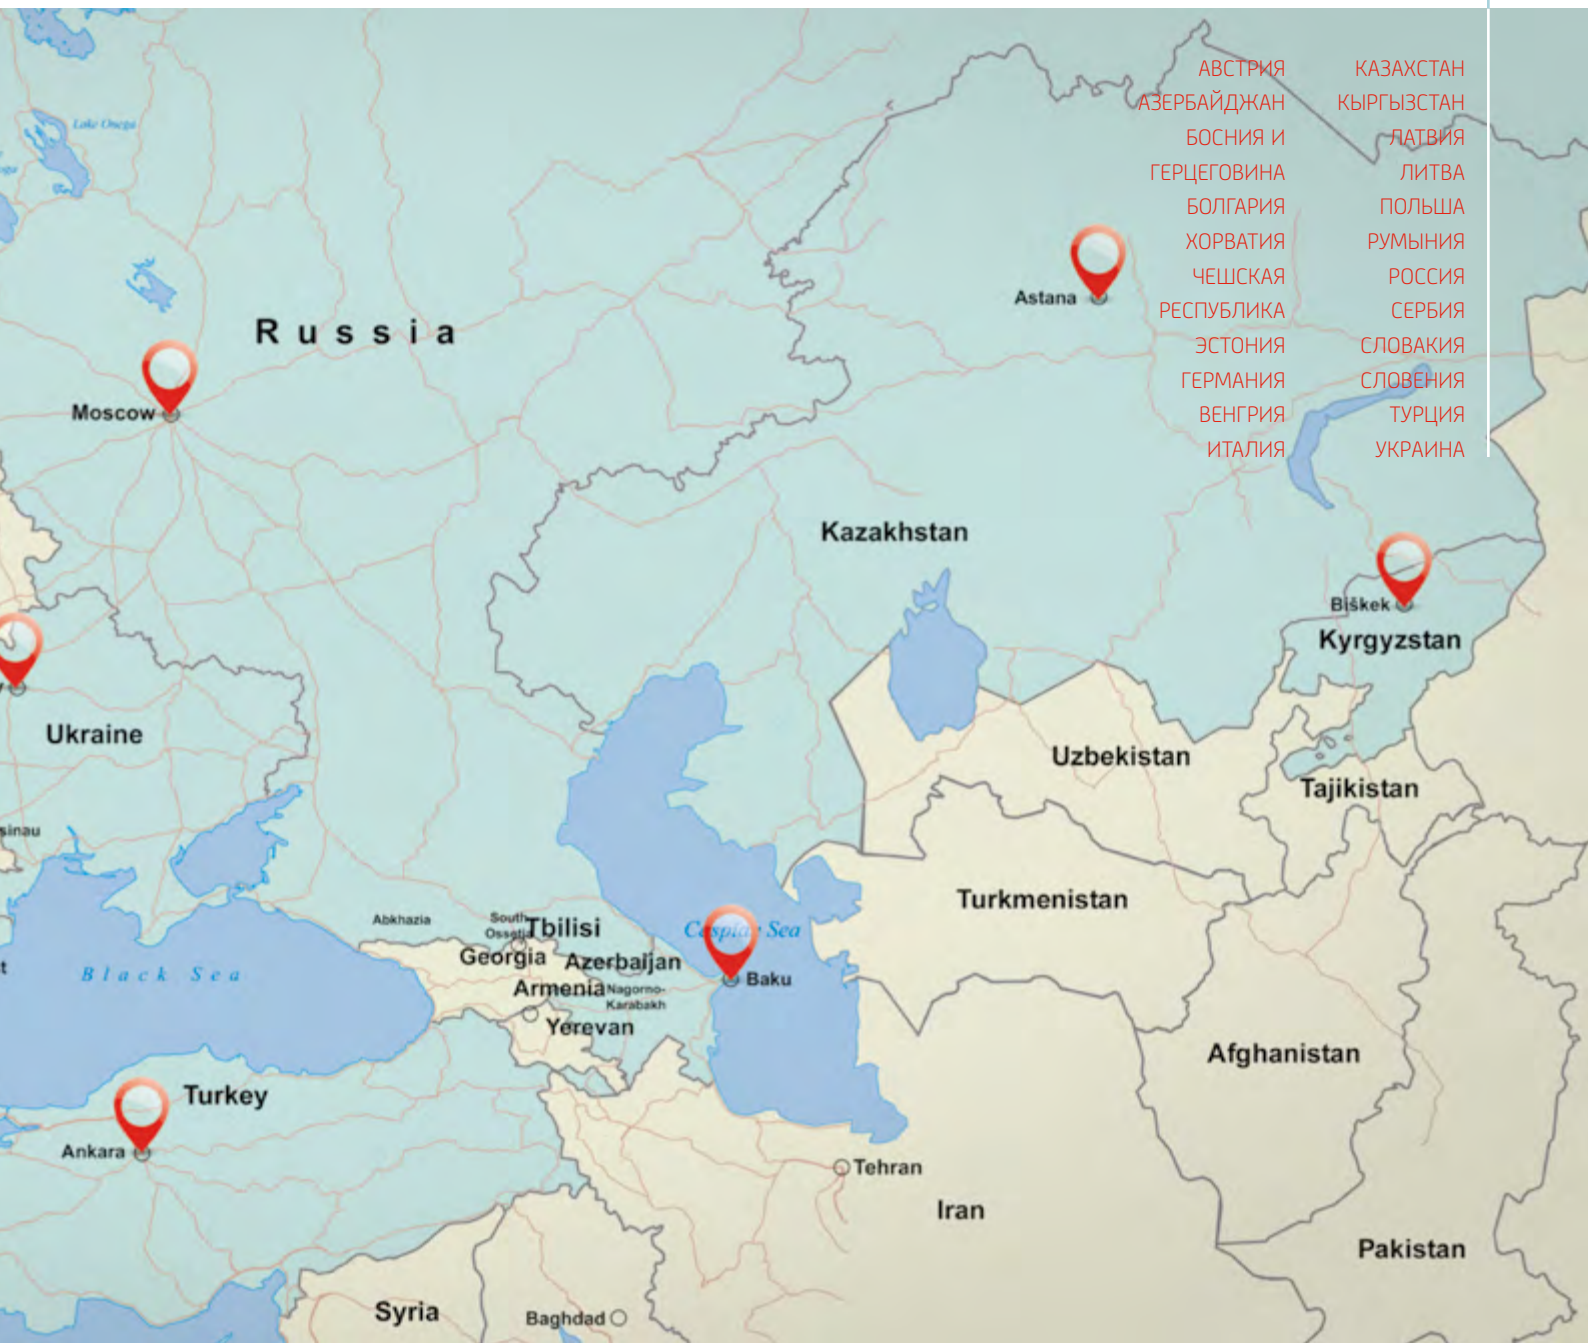 АВСТРИЯ
АЗЕРБАЙДЖАН
БОСНИЯ И
ГЕРЦЕГОВИНА
БОЛГАРИЯ
ХОРВАТИЯ
ЧЕШСКАЯ
РЕСПУБЛИКА
ЭСТОНИЯ
ГЕРМАНИЯ
ВЕНГРИЯ
ИТАЛИЯ
КАЗАХСТАН
КЫРГЫЗСТАН
ЛАТВИЯ
ЛИТВА
ПОЛЬША
РУМЫНИЯ
РОССИЯ
СЕРБИЯ
СЛОВАКИЯ
СЛОВЕНИЯ
ТУРЦИЯ
УКРАИНА
Lake Onega
Russia
Astana
Moscow
Kazakhstan
Biškek
Kyrgyzstan
Ukraine
Uzbekistan
Tajikistan
sinau
Turkmenistan
Abkhazia
South
Ossetia
Tbilisi
Caspian Sea
Georgia
Azerbaijan
Black Sea
Baku
Armenia
Nagorno-
Karabakh
Yerevan
Afghanistan
Turkey
Ankara
Tehran
Iran
Pakistan
Syria
Baghdad